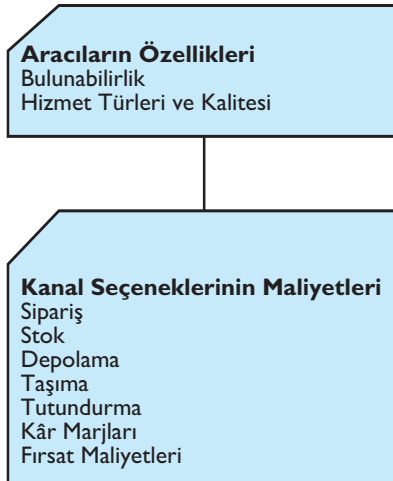 Aracıların Özellikleri
Bulunabilirlik
Hizmet Türleri ve Kalitesi
Kanal Seçeneklerinin Maliyetleri
Sipariş
Stok
Depolama
Taşıma
Tutundurma
Kâr Marjları
Fırsat Maliyetleri